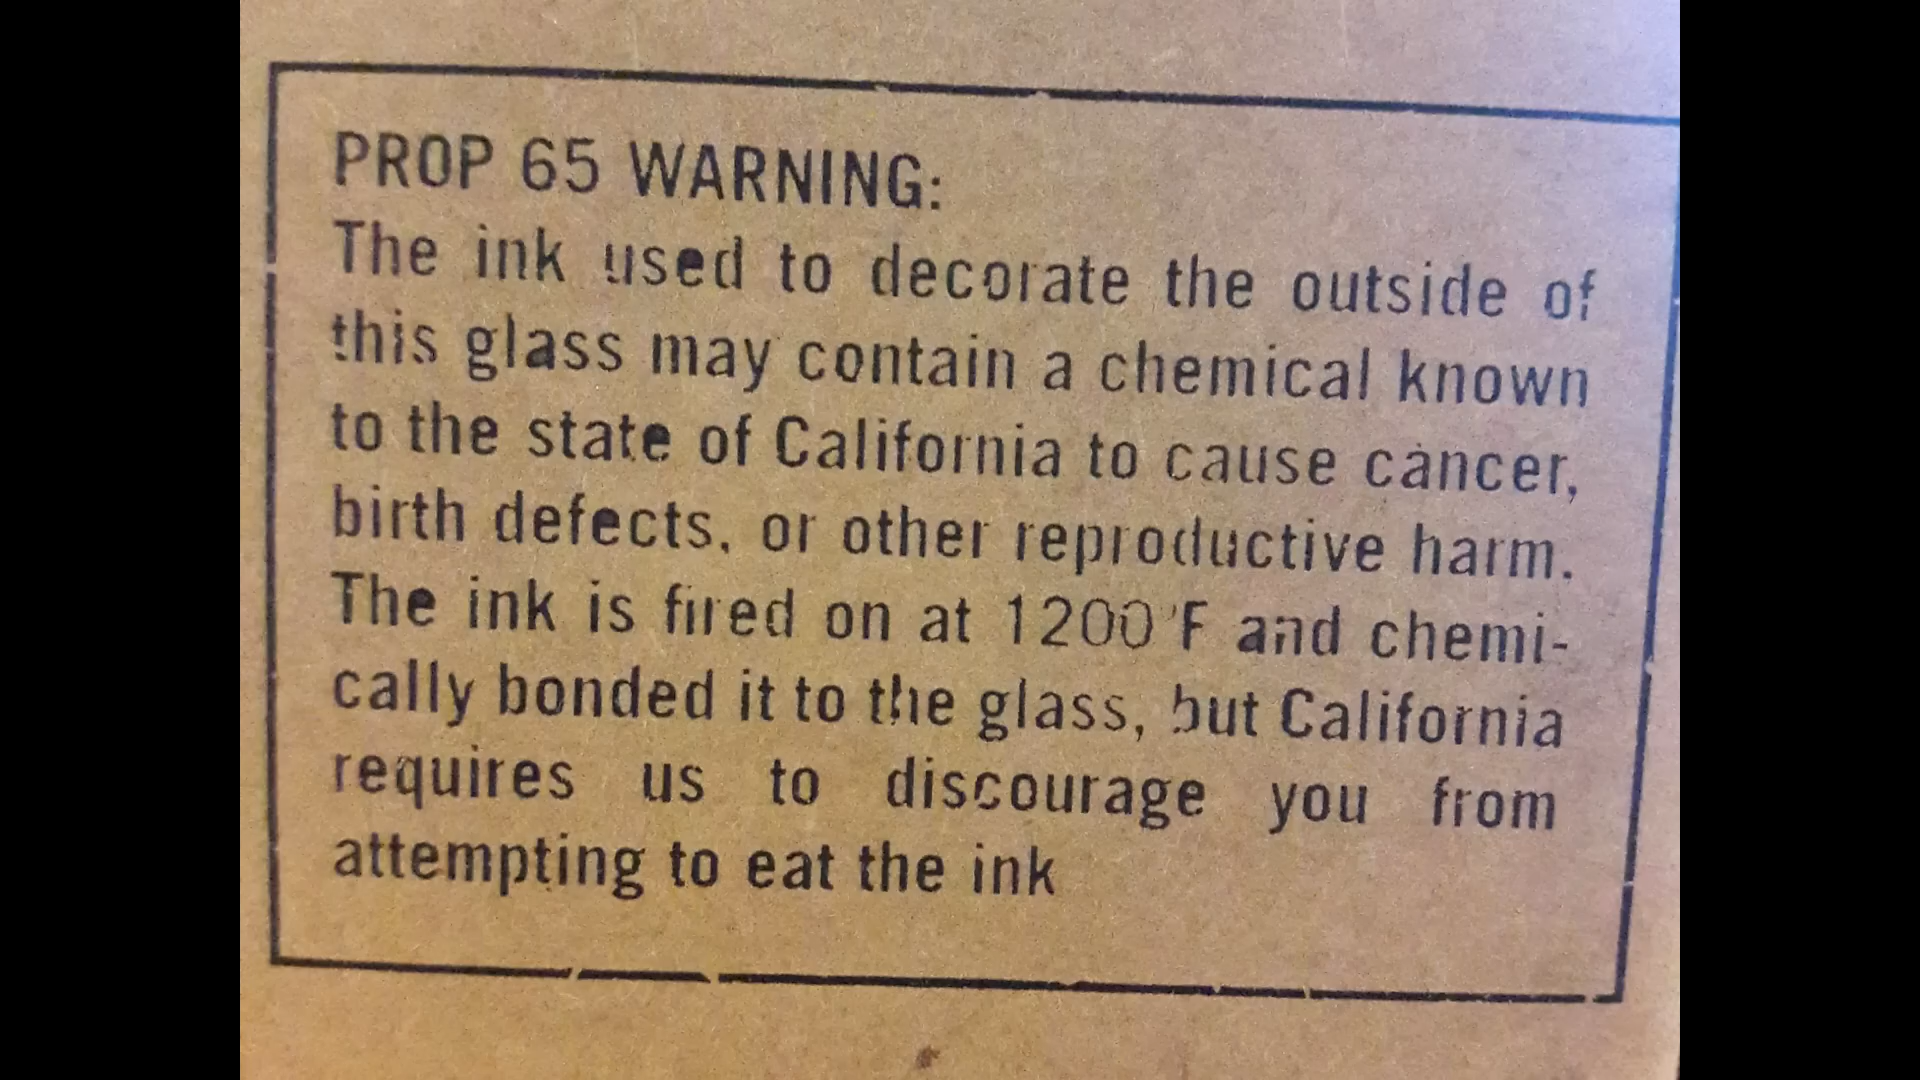 PROP 65 WARNING:
The ink used to decorate the outside of
this glass may contain a chemical known
to the state of California to cause cancer,
birth defects, or other reproductive harm.
The ink is fired on at 1200°F and chemi-
cally bonded it to the glass, but California
requires us to discourage you from
attempting to eat the ink